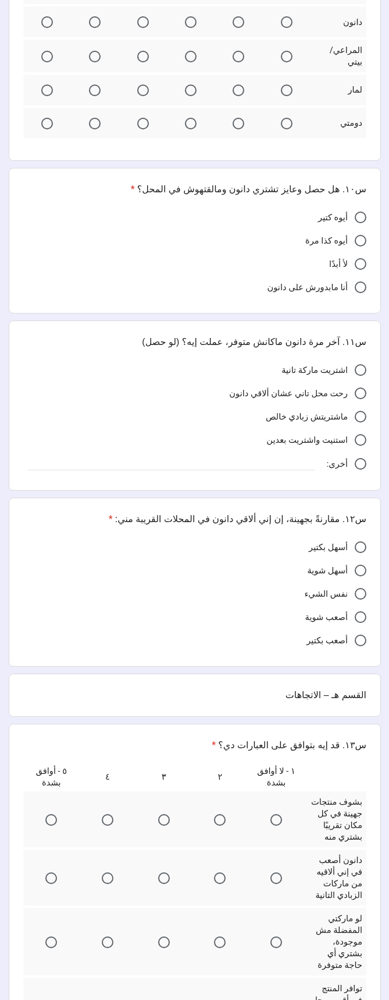 دانون
المراعي/
بيتي
لمار
دومتي
س١٠. هل حصل وعايز تشتري دانون ومالقتهوش في المحل؟ *
أيوه كتير
أيوه كذا مرة
لأ أبدًا
أنا مابدورش على دانون
س١١. آخر مرة دانون ماكانش متوفر، عملت إيه؟ (لو حصل)
اشتريت ماركة تانية
رحت محل تاني عشان ألاقي دانون
ماشتريتش زبادي خالص
استنيت واشتريت بعدين
أخرى:
س١٢. مقارنةً بجهينة، إن إني ألاقي دانون في المحلات القريبة مني: *
أسهل بكتير
أسهل شوية
نفس الشيء
أصعب شوية
أصعب بكتير
القسم هـ – الاتجاهات
س١٣. قد إيه بتوافق على العبارات دي؟ *
١ - لا أوافق
بشدة
٢
٣
٤
٥ - أوافق
بشدة
بشوف منتجات
جهينة في كل
مكان تقريبًا
بشتري منه
دانون أصعب
في إني ألاقيه
من ماركات
الزبادي التانية
لو ماركتي
المفضلة مش
موجودة،
بشتري أي
حاجة متوفرة
توافر المنتج